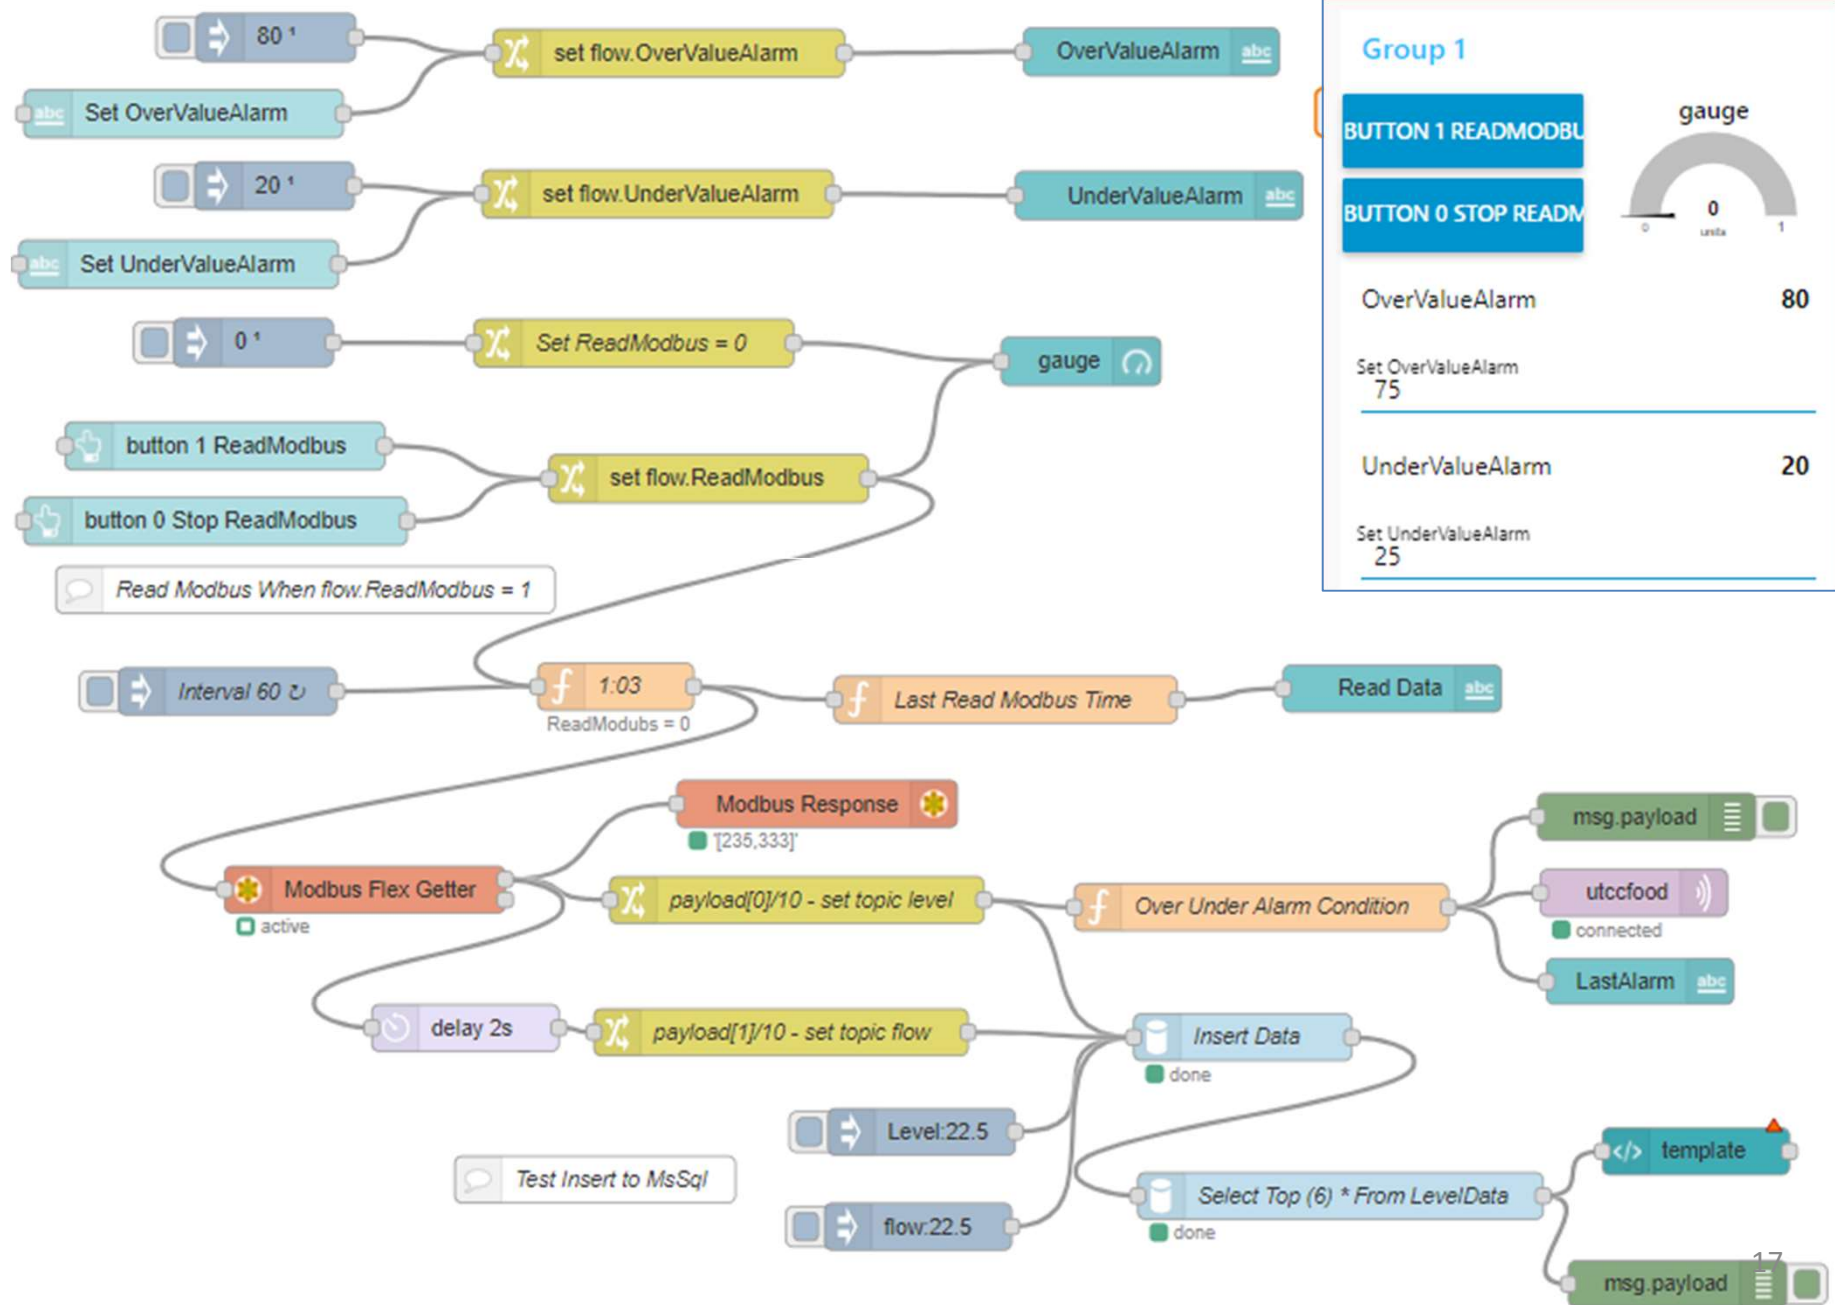 80 ¹
set flow.OverValueAlarm
OverValueAlarm
abc
abc
Set OverValueAlarm
20 ¹
set flow.UnderValueAlarm
UnderValueAlarm
abc
abc
Set UnderValueAlarm
0 ¹
Set ReadModbus = 0
gauge
button 1 ReadModbus
set flow.ReadModbus
button 0 Stop ReadModbus
Read Modbus When flow.ReadModbus = 1
Interval 60 ↻
f
1:03
ReadModubs = 0
f
Last Read Modbus Time
Read Data
abc
Modbus Response
'[235,333]'
Modbus Flex Getter
active
payload[0]/10 - set topic level
f
Over Under Alarm Condition
msg.payload
utccfood
connected
LastAlarm
abc
delay 2s
payload[1]/10 - set topic flow
Insert Data
done
Level:22.5
Test Insert to MsSql
flow:22.5
Select Top (6) * From LevelData
done
</> template
msg.payload
17
Group 1
BUTTON 1 READMODBU
BUTTON 0 STOP READM
gauge
0
0
units
1
OverValueAlarm 80
Set OverValueAlarm
75
UnderValueAlarm 20
Set UnderValueAlarm
25